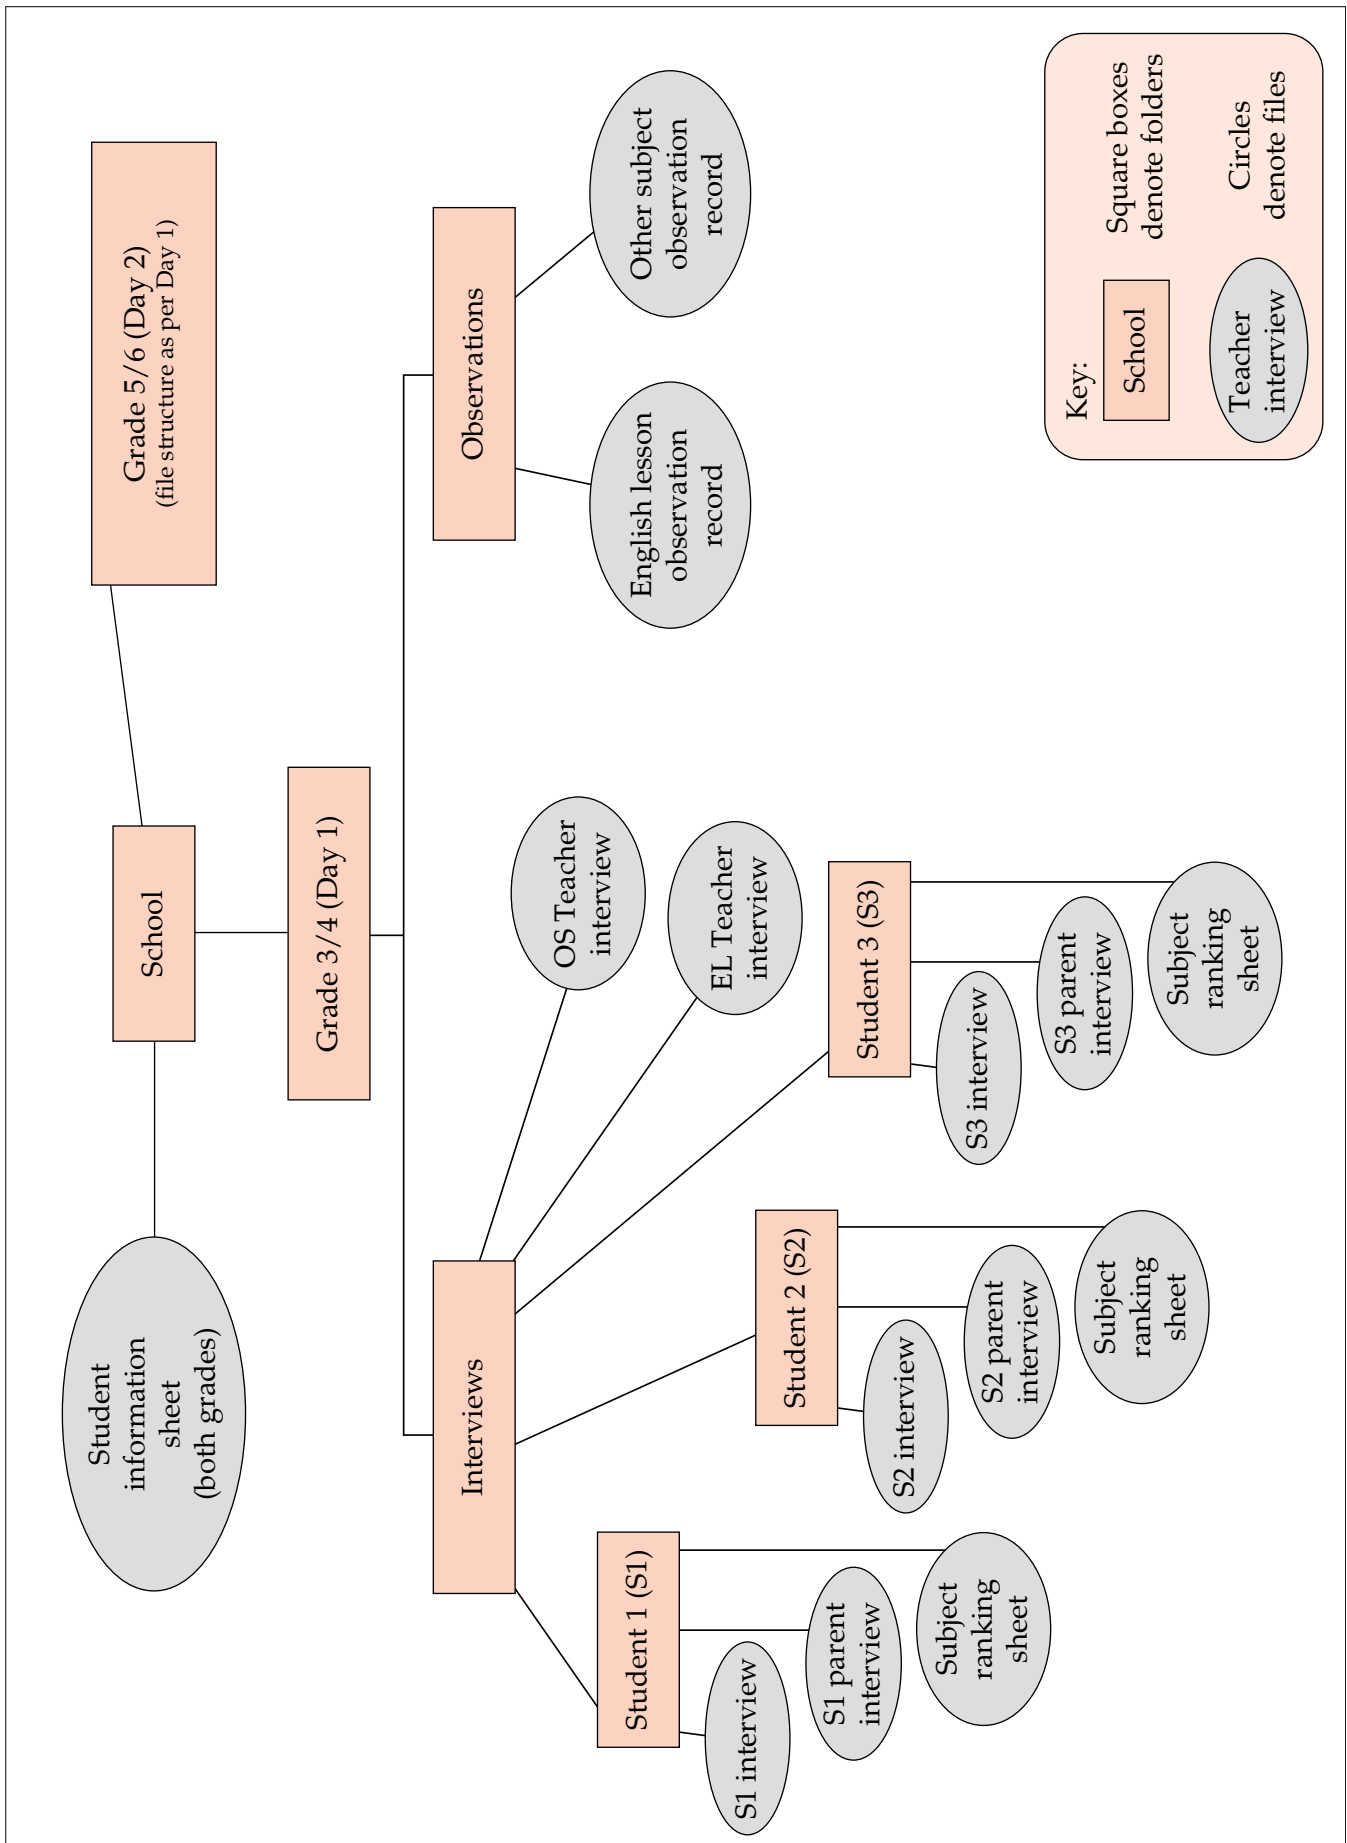 Student
information
sheet
(both grades)
School
Grade 5/6 (Day 2)
(file structure as per Day 1)
Grade 3/4 (Day 1)
Interviews
Observations
OS Teacher
interview
EL Teacher
interview
English lesson
observation
record
Other subject
observation
record
Student 1 (S1)
S1 interview
S1 parent
interview
Subject
ranking
sheet
Student 2 (S2)
S2 interview
S2 parent
interview
Subject
ranking
sheet
Student 3 (S3)
S3 interview
S3 parent
interview
Subject
ranking
sheet
Key:
School
Square boxes
denote folders
Teacher
interview
Circles
denote files